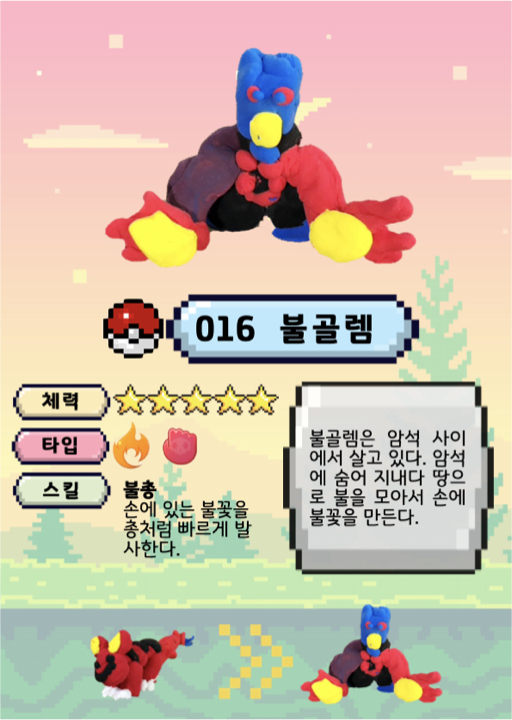 016 불골렘
체력
타입
스킬
불총
손에 있는 불꽃을
총처럼 빠르게 발
사한다.
불골렘은 암석 사이
에서 살고 있다. 암석
에 숨어 지내다 땅으
로 불을 모아서 손에
불꽃을 만든다.